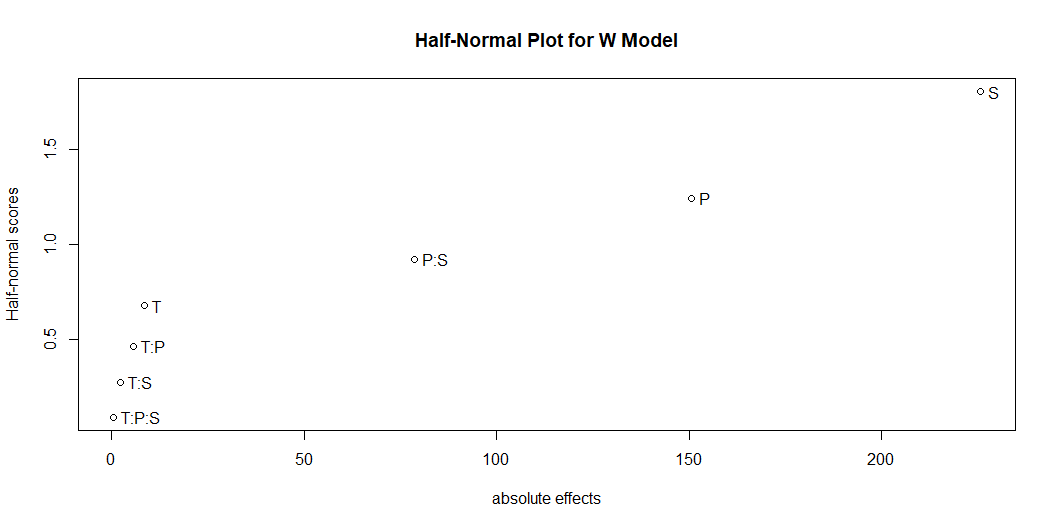 Half-Normal Plot for W Model
S
1.5
P
Half-normal scores
1.0
P:S
T
0.5
T:P
T:S
T:P:S
0 50 100 150 200
absolute effects